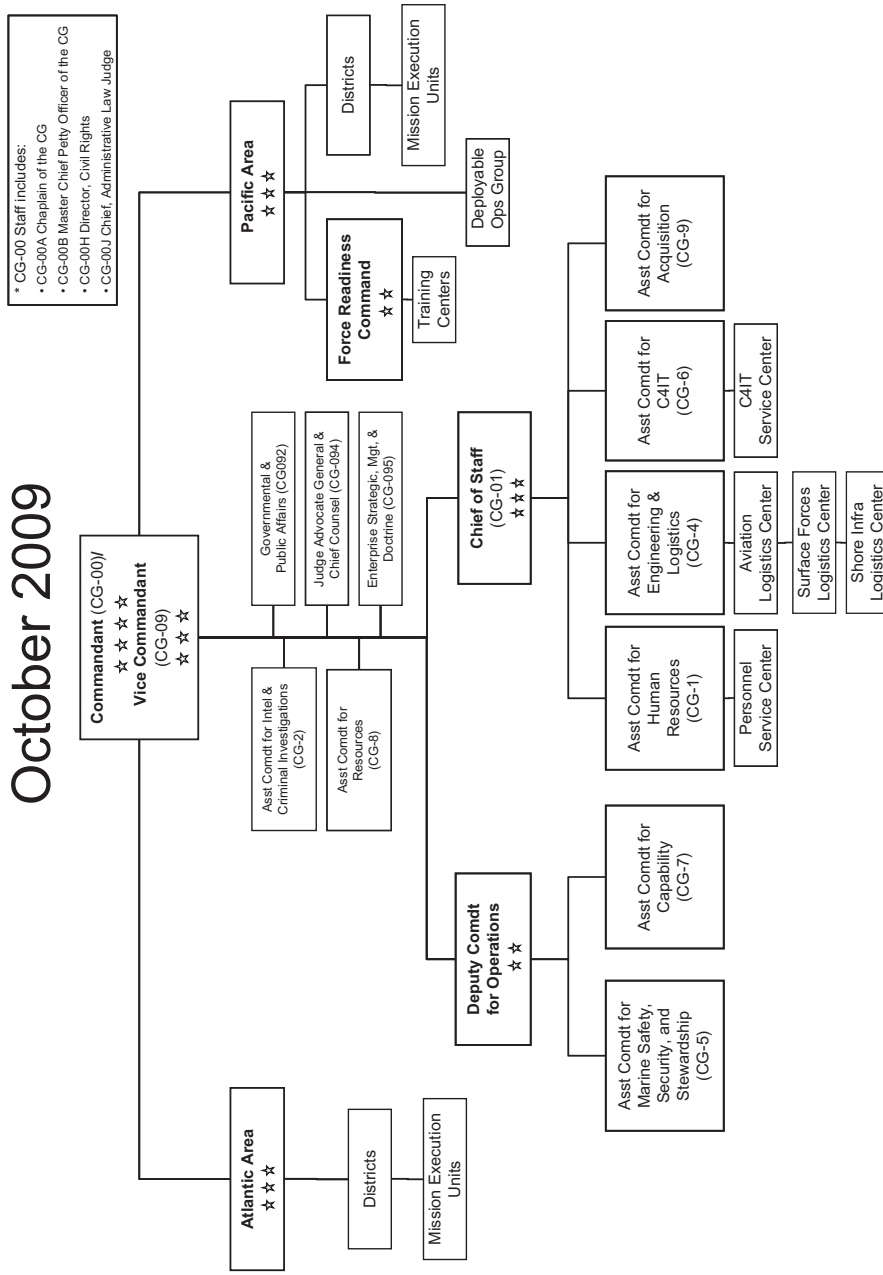 October 2009
* CG-00 Staff includes:
• CG-00A Chaplain of the CG
• CG-00B Master Chief Petty Officer of the CG
• CG-00H Director, Civil Rights
• CG-00J Chief, Administrative Law Judge
Commandant (CG-00)/
☆ ☆ ☆ ☆
Vice Commandant
(CG-09)
☆ ☆ ☆ ☆
Atlantic Area
☆ ☆ ☆
Districts
Mission Execution
Units
Pacific Area
☆ ☆ ☆
Force Readiness
Command
☆ ☆
Training
Centers
Deployable
Ops Group
Districts
Mission Execution
Units
Asst Comdt for Intel &
Criminal Investigations
(CG-2)
Asst Comdt for
Resources
(CG-8)
Governmental &
Public Affairs (CG092)
Judge Advocate General &
Chief Counsel (CG-094)
Enterprise Strategic, Mgt, &
Doctrine (CG-095)
Deputy Comdt
for Operations
☆ ☆
Asst Comdt for
Marine Safety,
Security, and
Stewardship
(CG-5)
Asst Comdt for
Capability
(CG-7)
Chief of Staff
(CG-01)
☆ ☆ ☆
Asst Comdt for
Human
Resources
(CG-1)
Personnel
Service Center
Asst Comdt for
Engineering &
Logistics
(CG-4)
Aviation
Logistics Center
Surface Forces
Logistics Center
Shore Infra
Logistics Center
Asst Comdt for
C4IT
(CG-6)
C4IT
Service Center
Asst Comdt for
Acquisition
(CG-9)